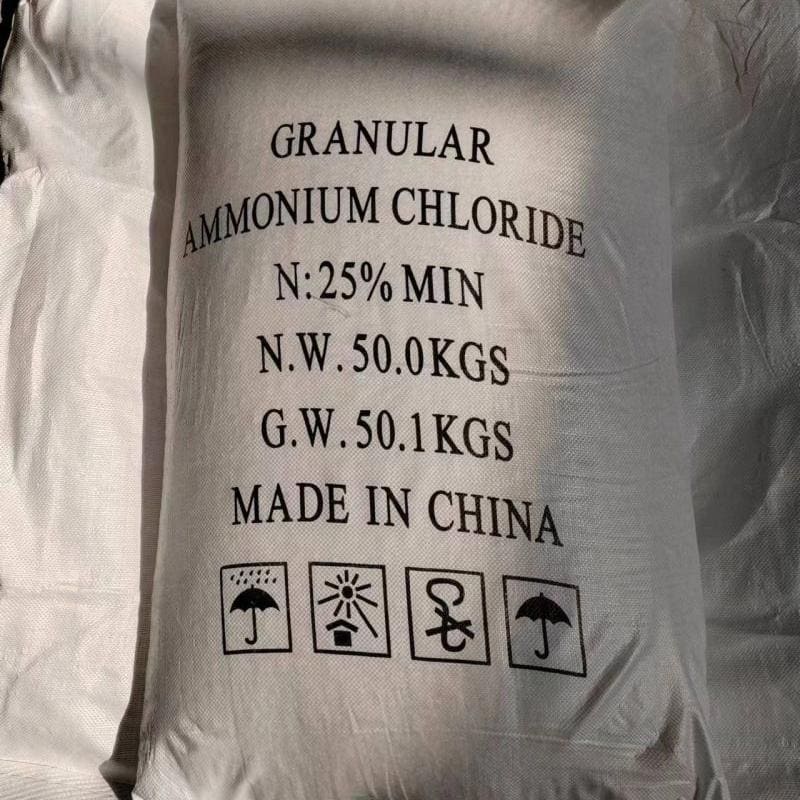 GRANULAR
AMMONIUM CHLORIDE
N:25% MIN
N.W.50.0KGS
G.W.50.1KGS
MADE IN CHINA